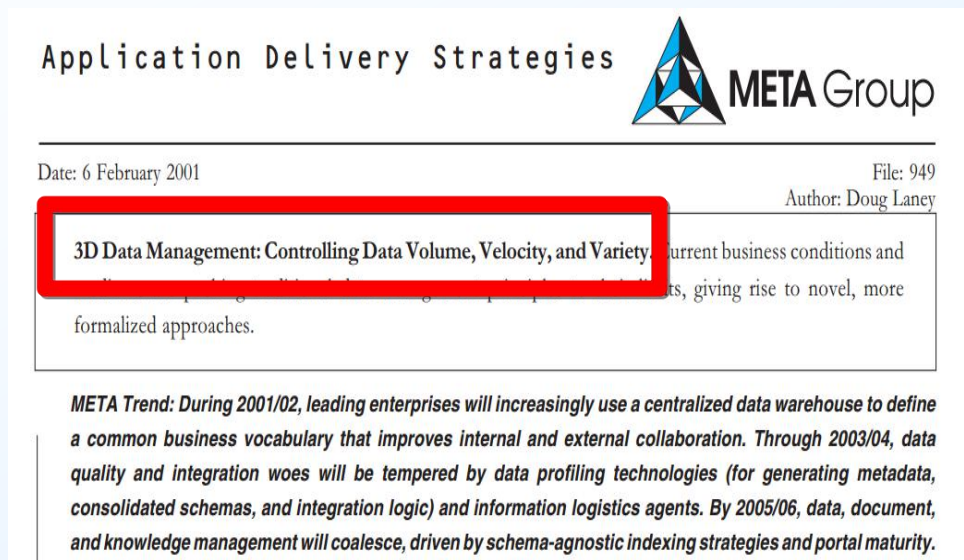 Application Delivery Strategies
META Group
Date: 6 February 2001
File: 949
Author: Doug Laney
3D Data Management: Controlling Data Volume, Velocity, and Variety. Current business conditions and
giving rise to novel, more
formalized approaches.
META Trend: During 2001/02, leading enterprises will increasingly use a centralized data warehouse to define
a common business vocabulary that improves internal and external collaboration. Through 2003/04, data
quality and integration woes will be tempered by data profiling technologies (for generating metadata,
consolidated schemas, and integration logic) and information logistics agents. By 2005/06, data, document,
and knowledge management will coalesce, driven by schema-agnostic indexing strategies and portal maturity.